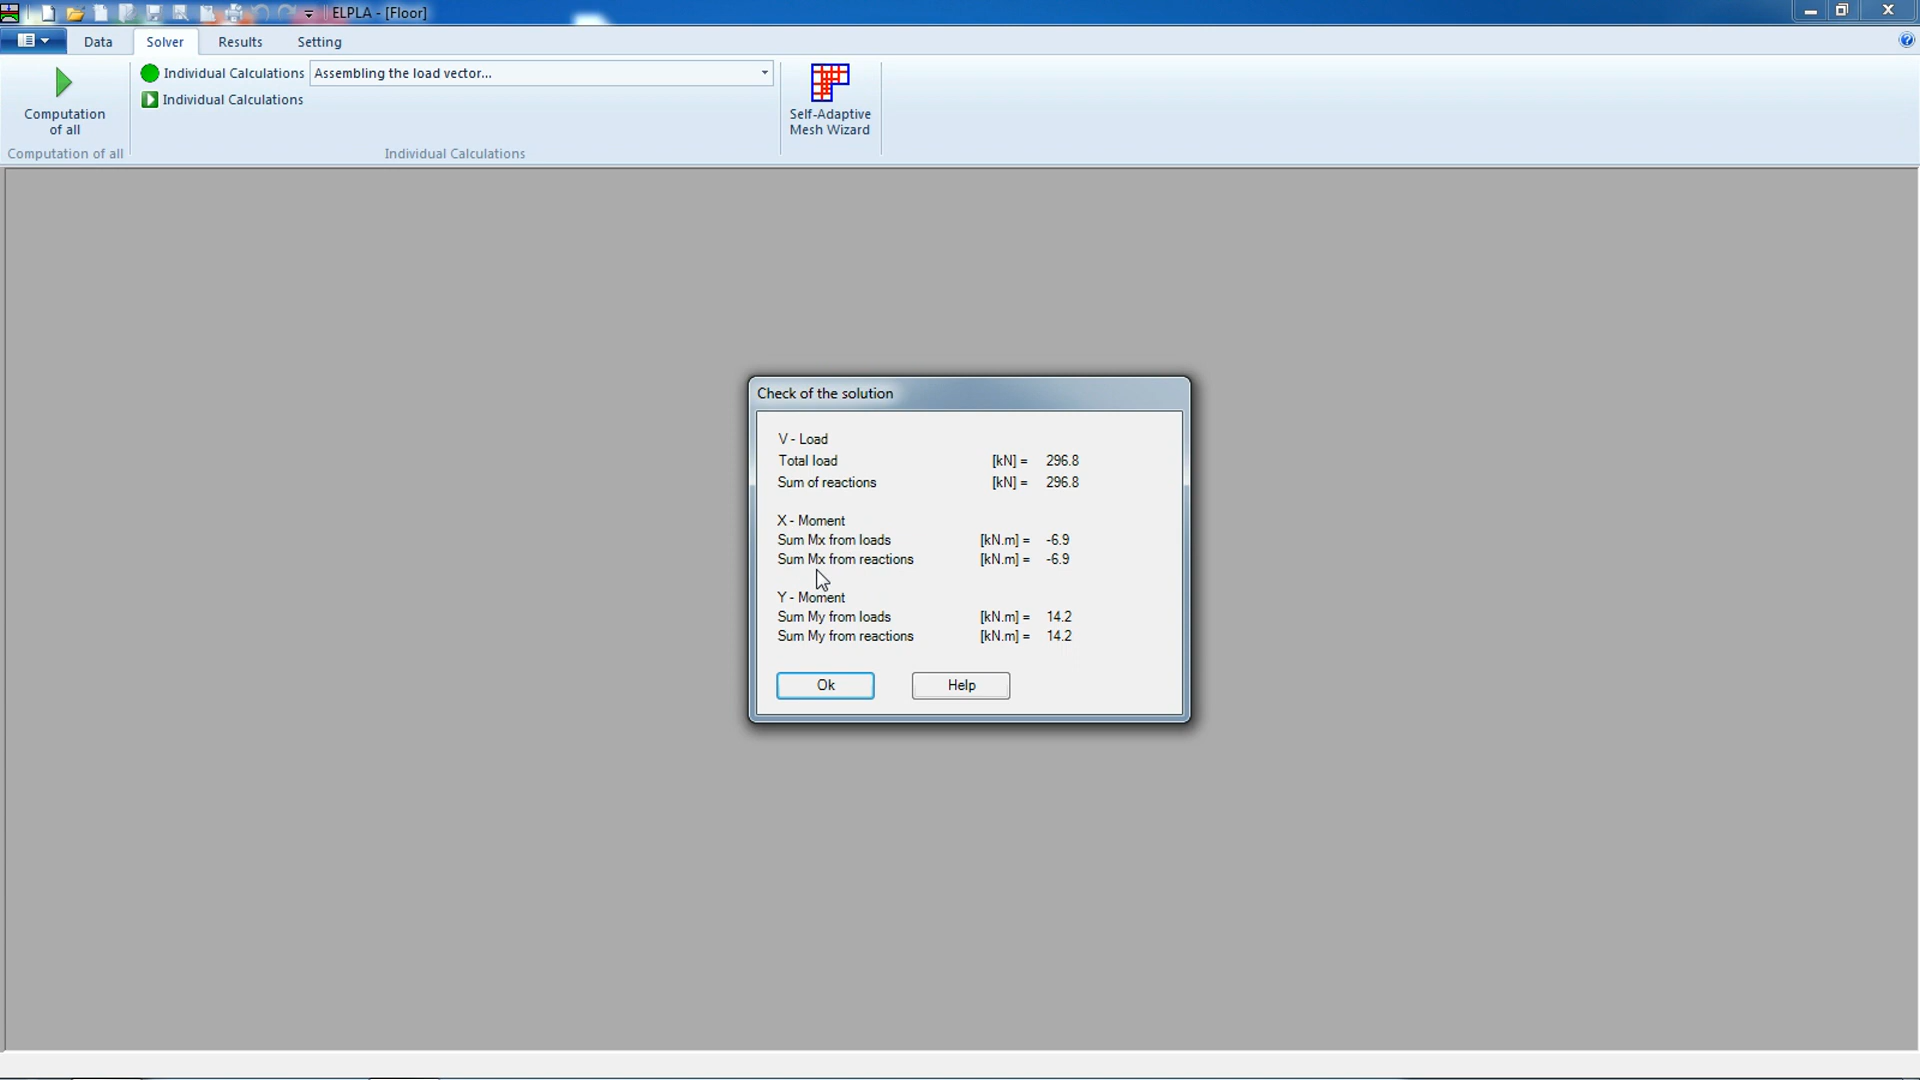 ELPLA - [Floor]
Data Solver Results Setting
Computation of all
Individual Calculations Assembling the load vector...
Individual Calculations
Self-Adaptive Mesh Wizard
Computation of all
Individual Calculations
Check of the solution
V - Load
Total load [kN] = 296.8
Sum of reactions [kN] = 296.8
X - Moment
Sum Mx from loads [kN.m] = -6.9
Sum Mx from reactions [kN.m] = -6.9
Y - Moment
Sum My from loads [kN.m] = 14.2
Sum My from reactions [kN.m] = 14.2
Ok Help